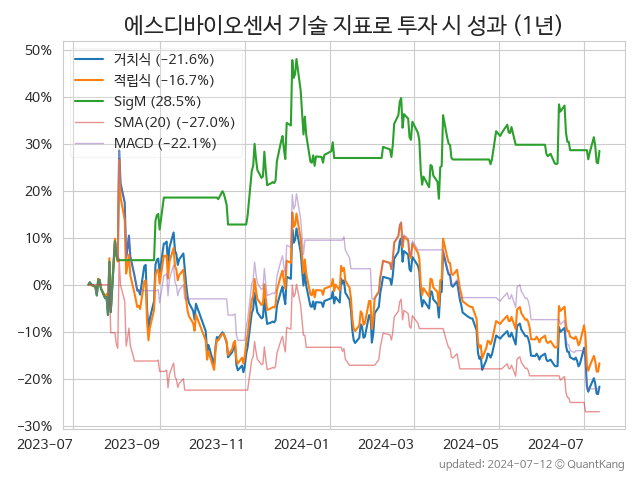 에스디바이오센서 기술 지표로 투자 시 성과 (1년)
50%
40%
30%
20%
10%
0%
−10%
−20%
−30%
거치식 (−21.6%)
적립식 (−16.7%)
SigM (28.5%)
SMA(20) (−27.0%)
MACD (−22.1%)
2023-07 2023-09 2023-11 2024-01 2024-03 2024-05 2024-07
updated: 2024-07-12 © QuantKang